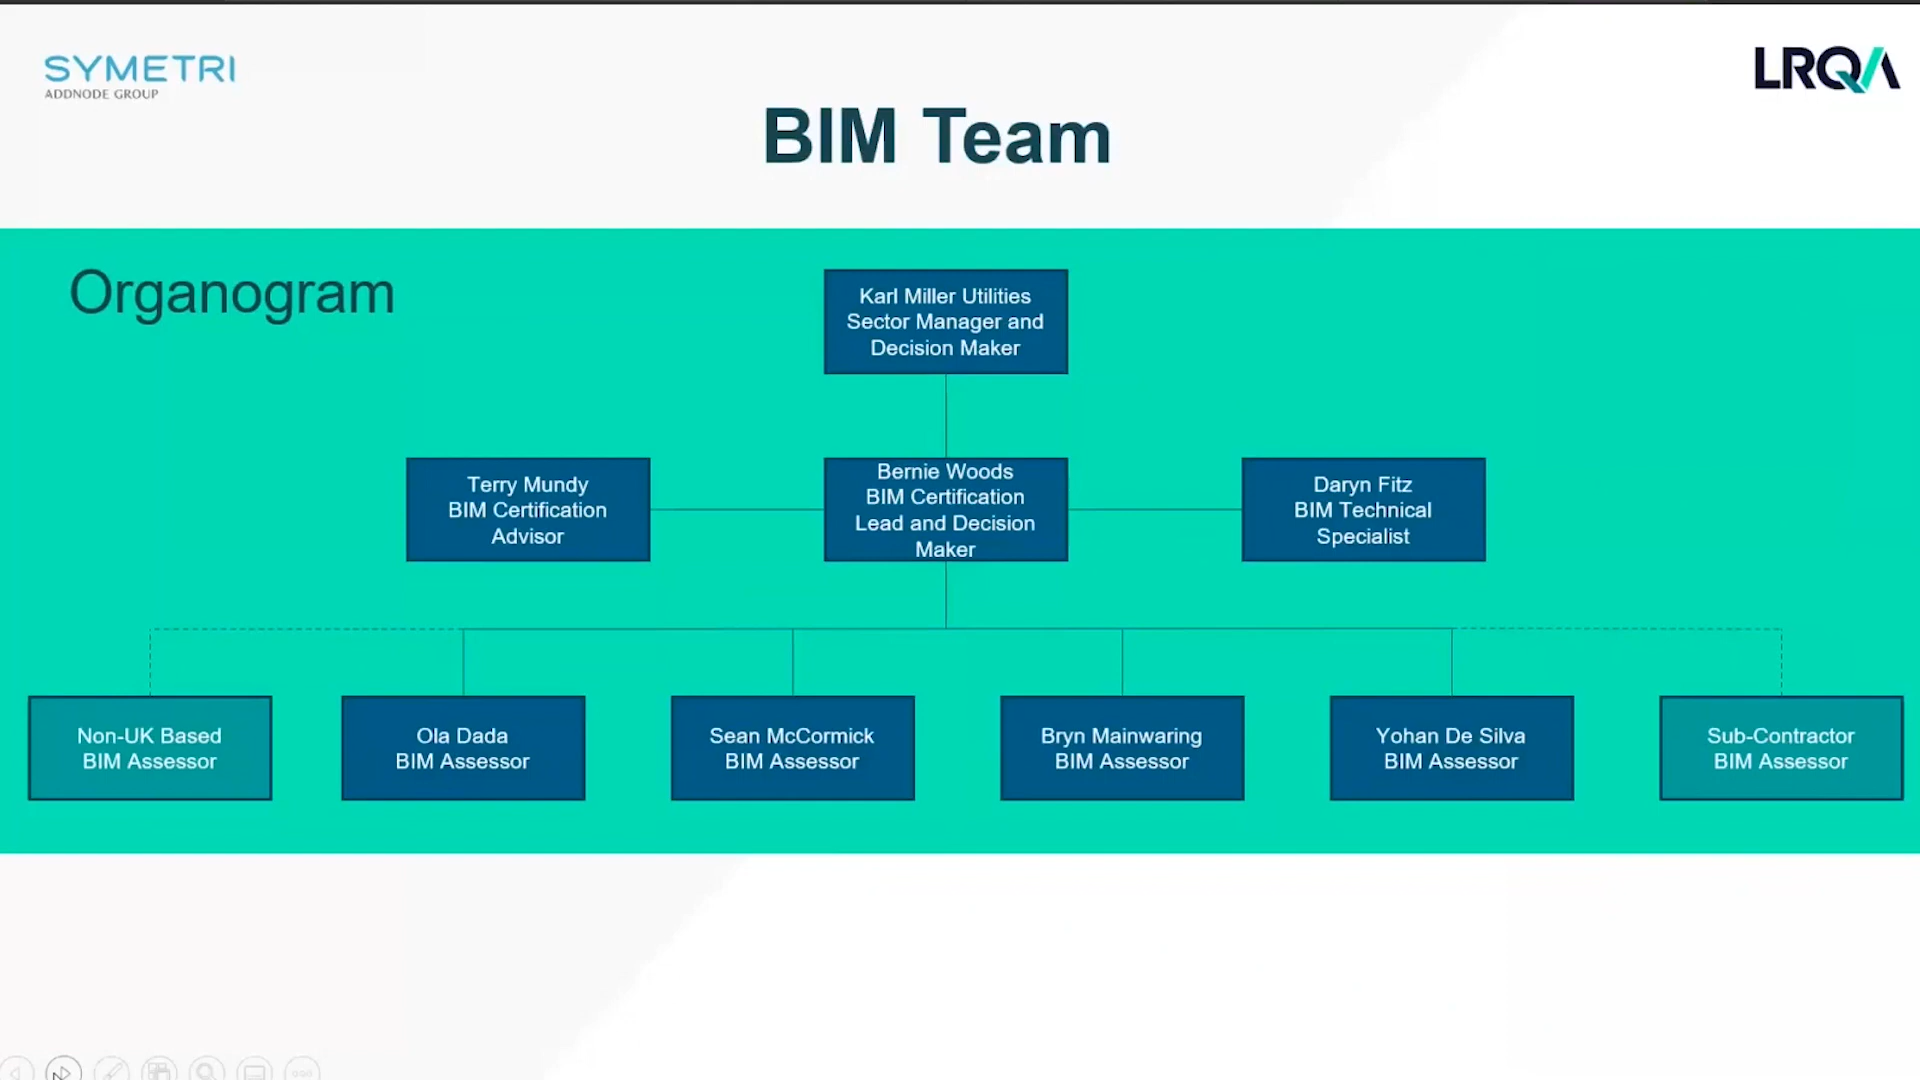 SYMETRI
ADDNODE GROUP
LRQA
BIM Team
Organogram
Karl Miller Utilities
Sector Manager and
Decision Maker
Terry Mundy
BIM Certification
Advisor
Bernie Woods
BIM Certification
Lead and Decision
Maker
Daryn Fitz
BIM Technical
Specialist
Non-UK Based
BIM Assessor
Ola Dada
BIM Assessor
Sean McCormick
BIM Assessor
Bryn Mainwaring
BIM Assessor
Yohan De Silva
BIM Assessor
Sub-Contractor
BIM Assessor